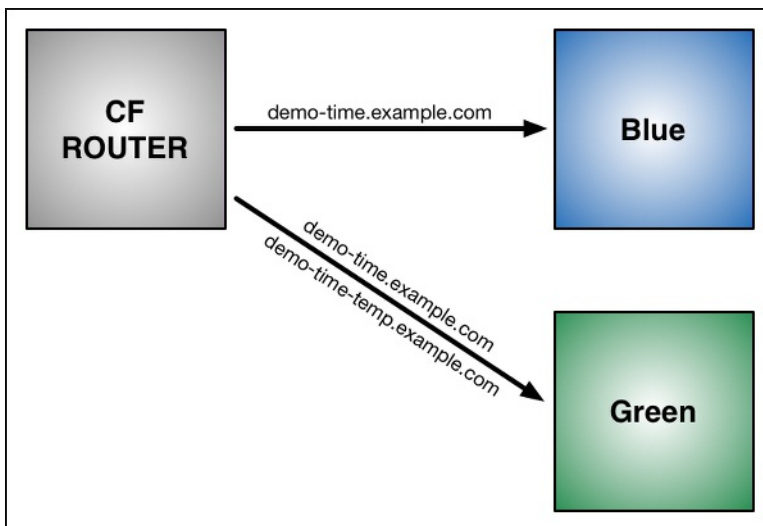 CF
ROUTER
demo-time.example.com
Blue
demo-time.example.com
demo-time-temp.example.com
Green